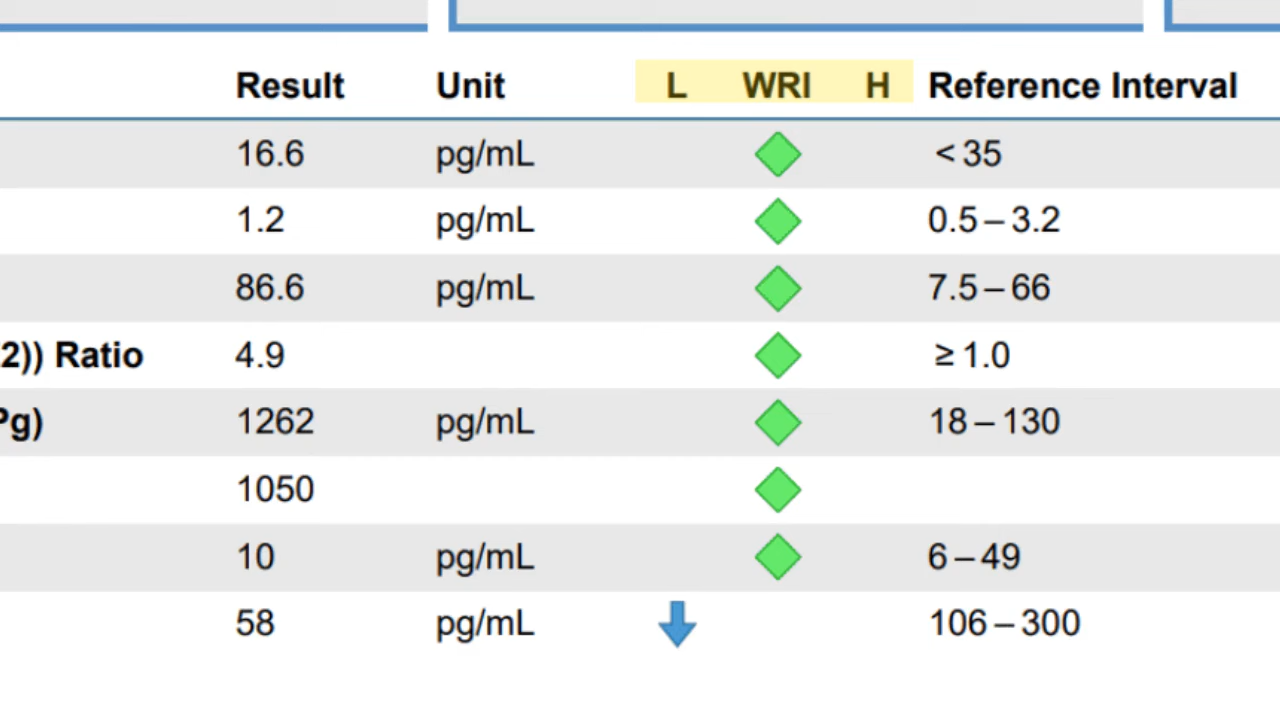 Result Unit L WRI H Reference Interval
16.6 pg/mL < 35
1.2 pg/mL 0.5 – 3.2
86.6 pg/mL 7.5 – 66
2)) Ratio 4.9 ≥ 1.0
Pg) 1262 pg/mL 18 – 130
1050
10 pg/mL 6 – 49
58 pg/mL 106 – 300